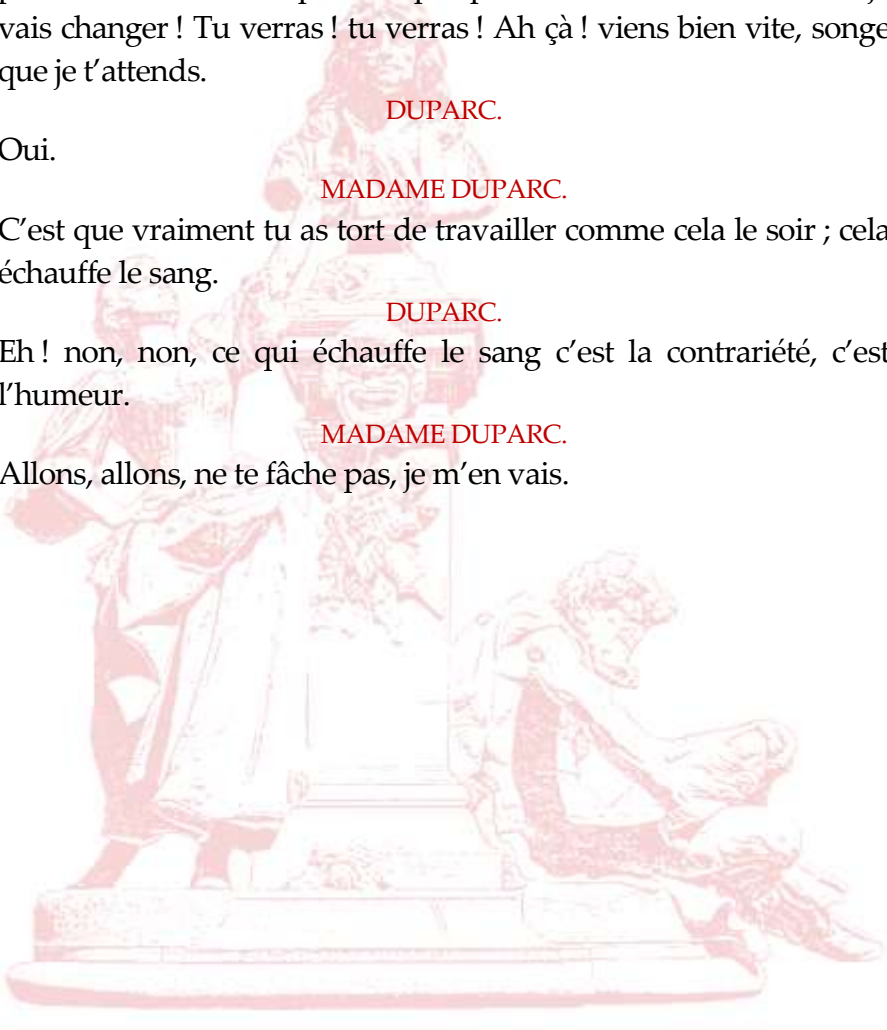 vais changer ! Tu verras ! tu verras ! Ah çà ! viens bien vite, songe
que je t’attends.
DUPARC.
Oui.
MADAME DUPARC.
C’est que vraiment tu as tort de travailler comme cela le soir ; cela
échauffe le sang.
DUPARC.
Eh ! non, non, ce qui échauffe le sang c’est la contrariété, c’est
l’humeur.
MADAME DUPARC.
Allons, allons, ne te fâche pas, je m’en vais.